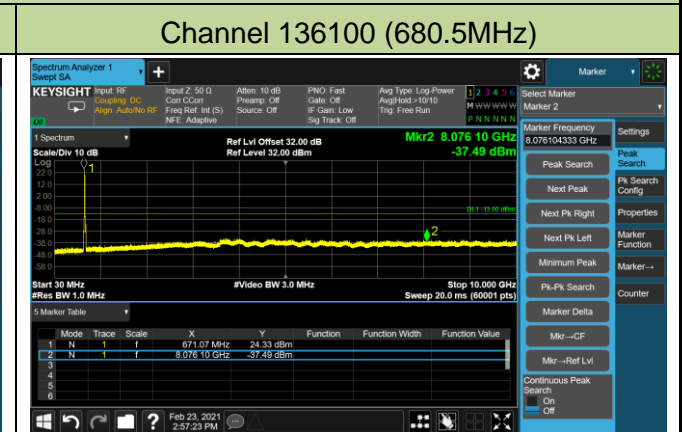 Channel 136100 (680.5MHz)
Spectrum Analyzer 1
Swept SA
Marker
KEYSIGHT
Input: RF
Coupling: DC
Align: Auto/No RF
Input Z: 50 Ω
Corr CCorr
Freq Ref: Int (S)
NFE: Adaptive
Atten: 10 dB
Preamp: Off
Source: Off
PNO: Fast
Gate: Off
IF Gain: Low
Sig Track: Off
Avg Type: Log-Power
Avg|Hold:>10/10
Trig: Free Run
1 2 3 4 5 6
M W W W W W
P N N N N N
Select Marker
Marker 2
LXI
1 Spectrum
Scale/Div 10 dB
Ref Lvl Offset 32.00 dB
Ref Level 32.00 dBm
Mkr2 8.076 10 GHz
-37.49 dBm
Marker Frequency
8.076104333 GHz
Settings
Log
22.0
12.0
2.00
-8.00
-18.0
-28.0
-38.0
-48.0
-58.0
1
DL1 -13.00 dBm
2
Peak Search
Next Peak
Next Pk Right
Next Pk Left
Minimum Peak
Pk-Pk Search
Marker Delta
Mkr→CF
Mkr→Ref Lvl
Continuous Peak
Search
On
Off
Peak
Search
Pk Search
Config
Properties
Marker
Function
Marker→
Counter
Start 30 MHz
#Video BW 3.0 MHz
Stop 10.000 GHz
#Res BW 1.0 MHz
Sweep 20.0 ms (60001 pts)
5 Marker Table
Mode Trace Scale X Y Function Function Width Function Value
1 N 1 f 671.07 MHz 24.33 dBm
2 N 1 f 8.076 10 GHz -37.49 dBm
3
4
5
6
?
Feb 23, 2021
2:57:23 PM